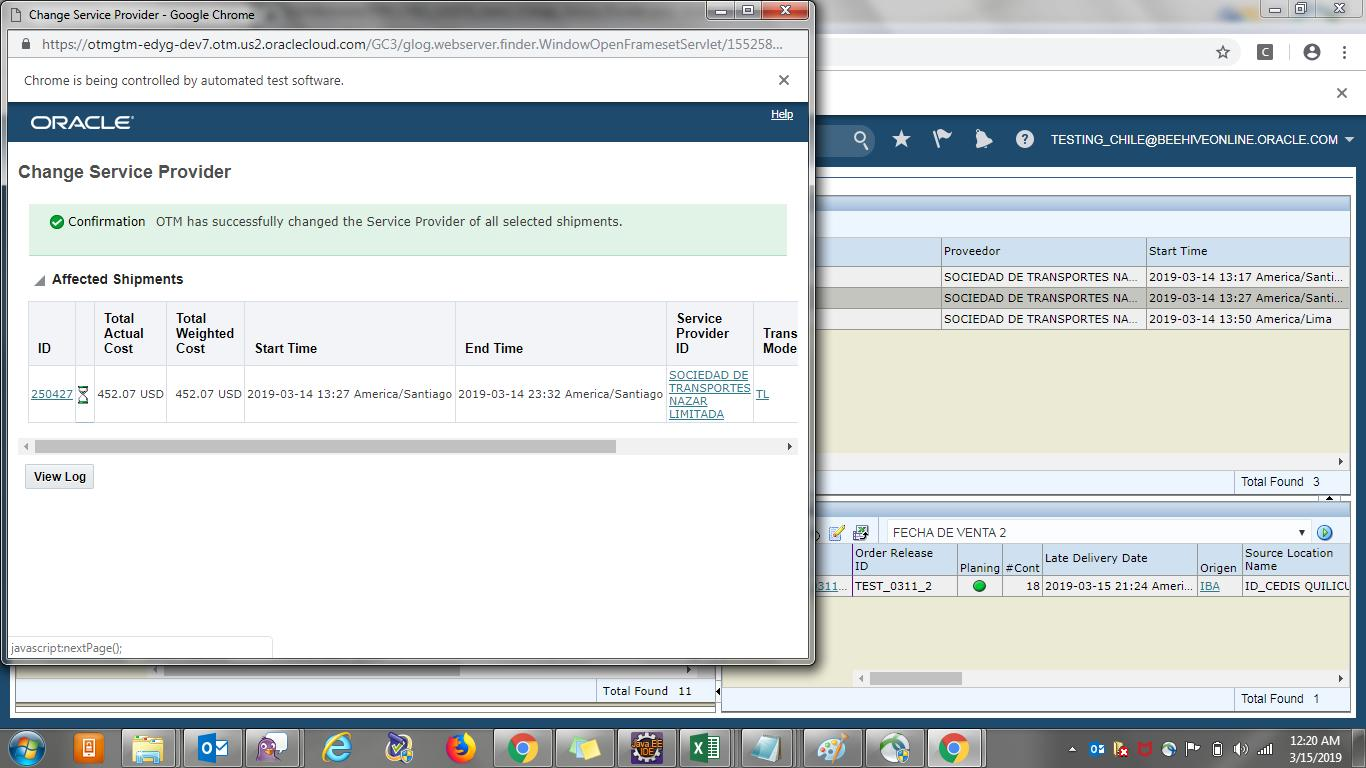 Change Service Provider - Google Chrome
https://otmgtm-edyg-dev7.otm.us2.oraclecloud.com/GC3/glog.webserver.finder.WindowOpenFramesetServlet/155258...
Chrome is being controlled by automated test software.
ORACLE
Help
Change Service Provider
Confirmation OTM has successfully changed the Service Provider of all selected shipments.
Affected Shipments
ID
Total Actual Cost
Total Weighted Cost
Start Time
End Time
Service Provider ID
Trans Mode
250427
452.07 USD
452.07 USD
2019-03-14 13:27 America/Santiago
2019-03-14 23:32 America/Santiago
SOCIEDAD DE
TRANSPORTES
NAZAR
LIMITADA
TL
View Log
javascript:nextPage();
C
TESTING_CHILE@BEEHIVEONLINE.ORACLE.COM
Proveedor Start Time
SOCIEDAD DE TRANSPORTES NA... 2019-03-14 13:17 America/Santi...
SOCIEDAD DE TRANSPORTES NA... 2019-03-14 13:27 America/Santi...
SOCIEDAD DE TRANSPORTES NA... 2019-03-14 13:50 America/Lima
Total Found 3
FECHA DE VENTA 2
Order Release ID
Planing
#Cont
Late Delivery Date
Origen
Source Location Name
0311... TEST_0311_2 18 2019-03-15 21:24 Ameri... IBA ID_CEDIS QUILICU
Total Found 11
Total Found 1
Java EE
IDE
12:20 AM
3/15/2019